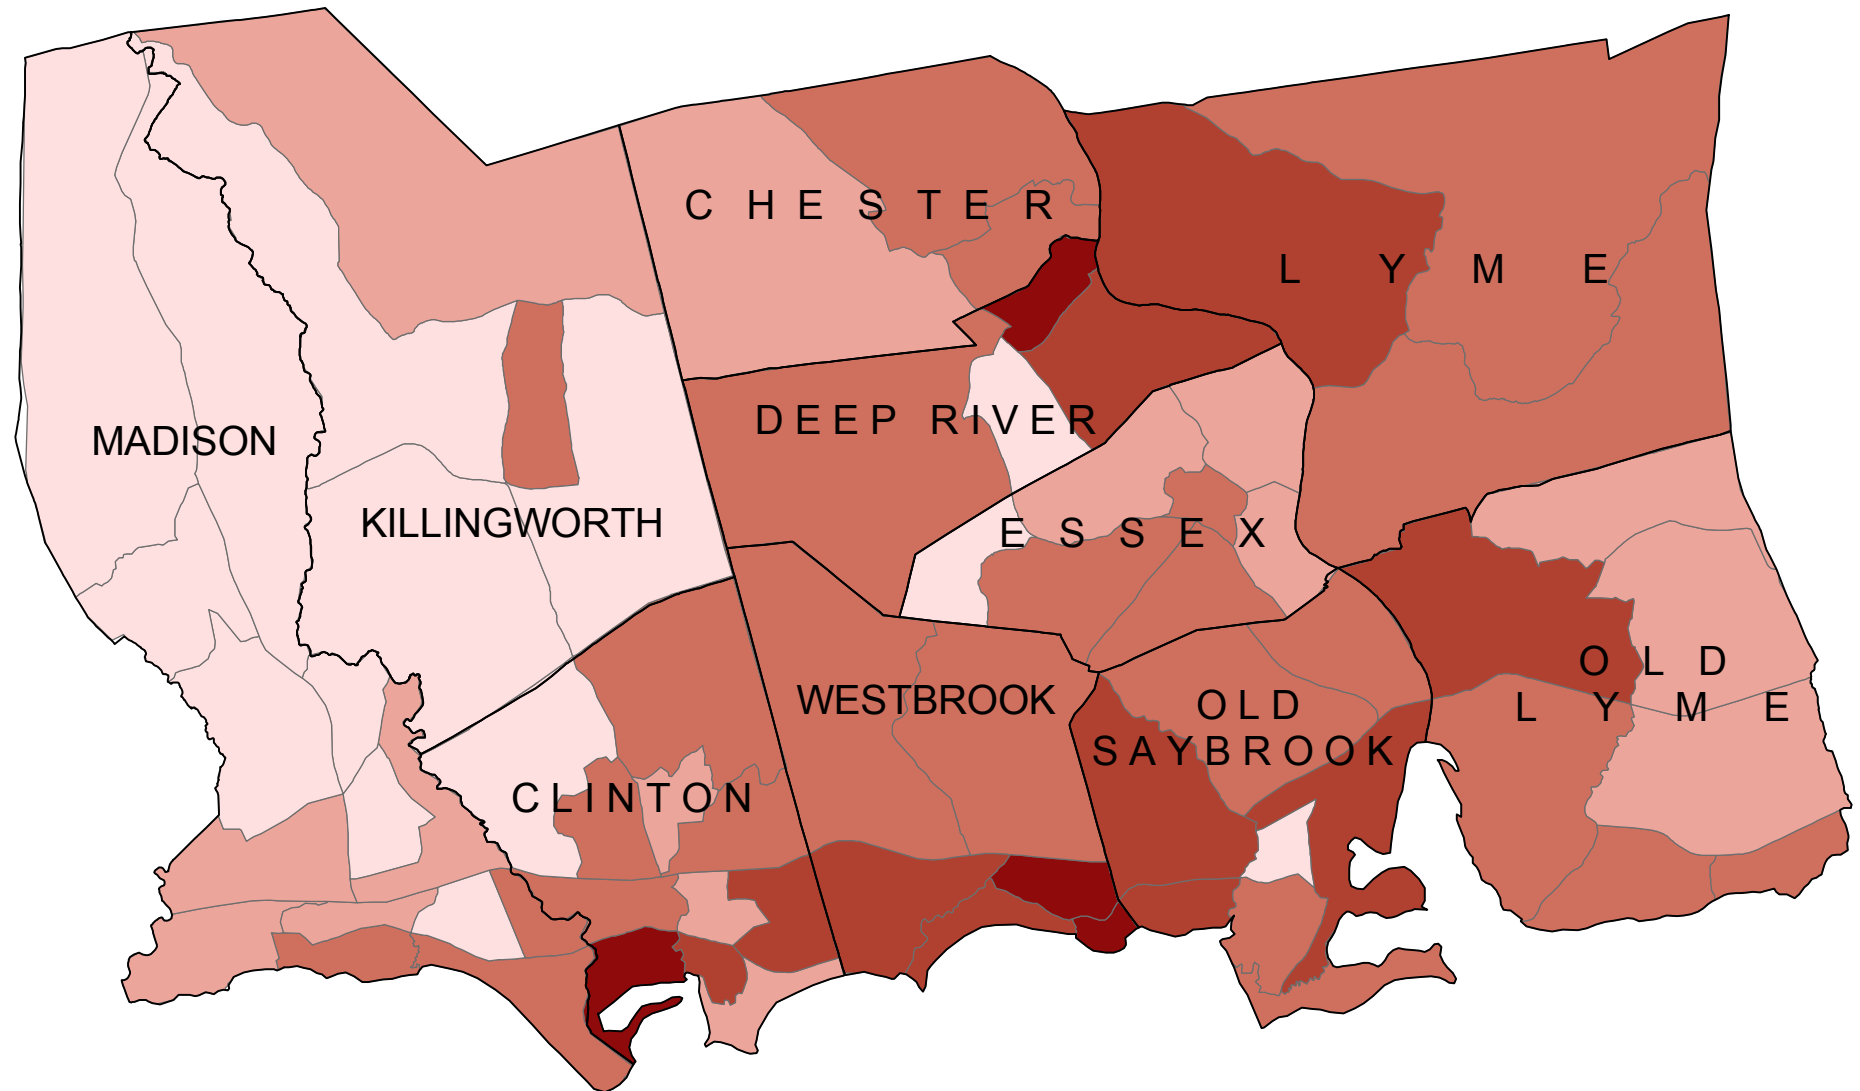 CHESTER
LYME
MADISON
DEEP RIVER
KILLINGWORTH
ESSEX
OLD
LYME
WESTBROOK
OLD
SAYBROOK
CLINTON